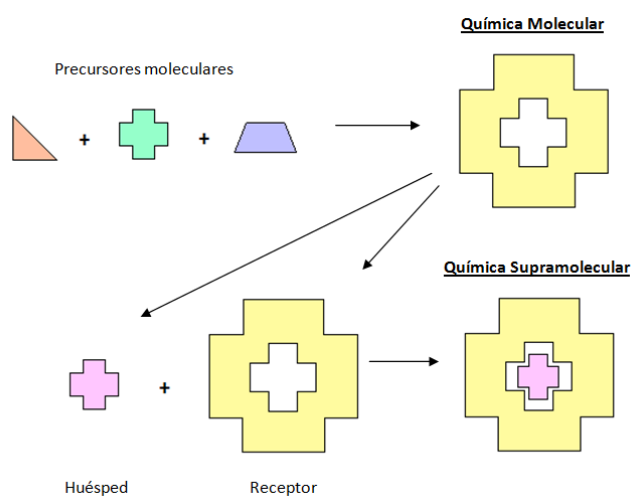 Química Molecular
Precursores moleculares
+ +
Química Supramolecular
+
Huésped Receptor